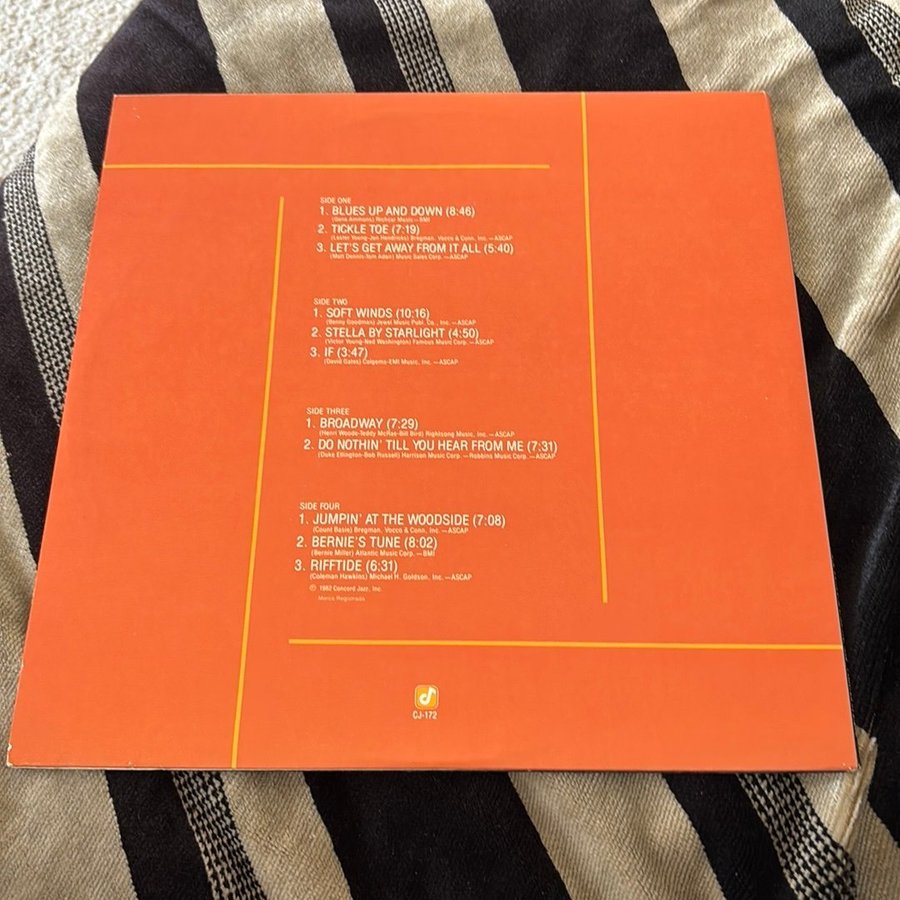 SIDE ONE
1. BLUES UP AND DOWN (8:46)
(Gene Ammons) Music—BMI
2. TICKLE TOE (7:19)
(Lester Young-Jon Hendricks) Bregman, Vocco & Conn, Inc. —ASCAP
3. LET'S GET AWAY FROM IT ALL (5:40)
(Matt Dennis-Tom Adair) Music Sales Corp. —ASCAP
SIDE TWO
1. SOFT WINDS (10:16)
(Benny Goodman) Jewel Music Publ. Co., Inc. —ASCAP
2. STELLA BY STARLIGHT (4:50)
(Victor Young-Ned Washington) Famous Music Corp. —ASCAP
3. IF (3:47)
(David Gates) Colgems-EMI Music, Inc. —ASCAP
SIDE THREE
1. BROADWAY (7:29)
(Henri Woode-Teddy McRae-Bill Bird) Rightsong Music, Inc. —ASCAP
2. DO NOTHIN' TILL YOU HEAR FROM ME (7:31)
(Duke Ellington-Bob Russell) Harrison Music Corp. —Robbins Music Corp. —ASCAP
SIDE FOUR
1. JUMPIN' AT THE WOODSIDE (7:08)
(Count Basie) Bregman, Vocco & Conn, Inc. —ASCAP
2. BERNIE'S TUNE (8:02)
(Bernie Miller) Atlantic Music Corp. —BMI
3. RIFFTIDE (6:31)
(Coleman Hawkins) Michael H. Goldsen, Inc. —ASCAP
℗ 1982 Concord Jazz, Inc.
Marca Registrada
CJ-172